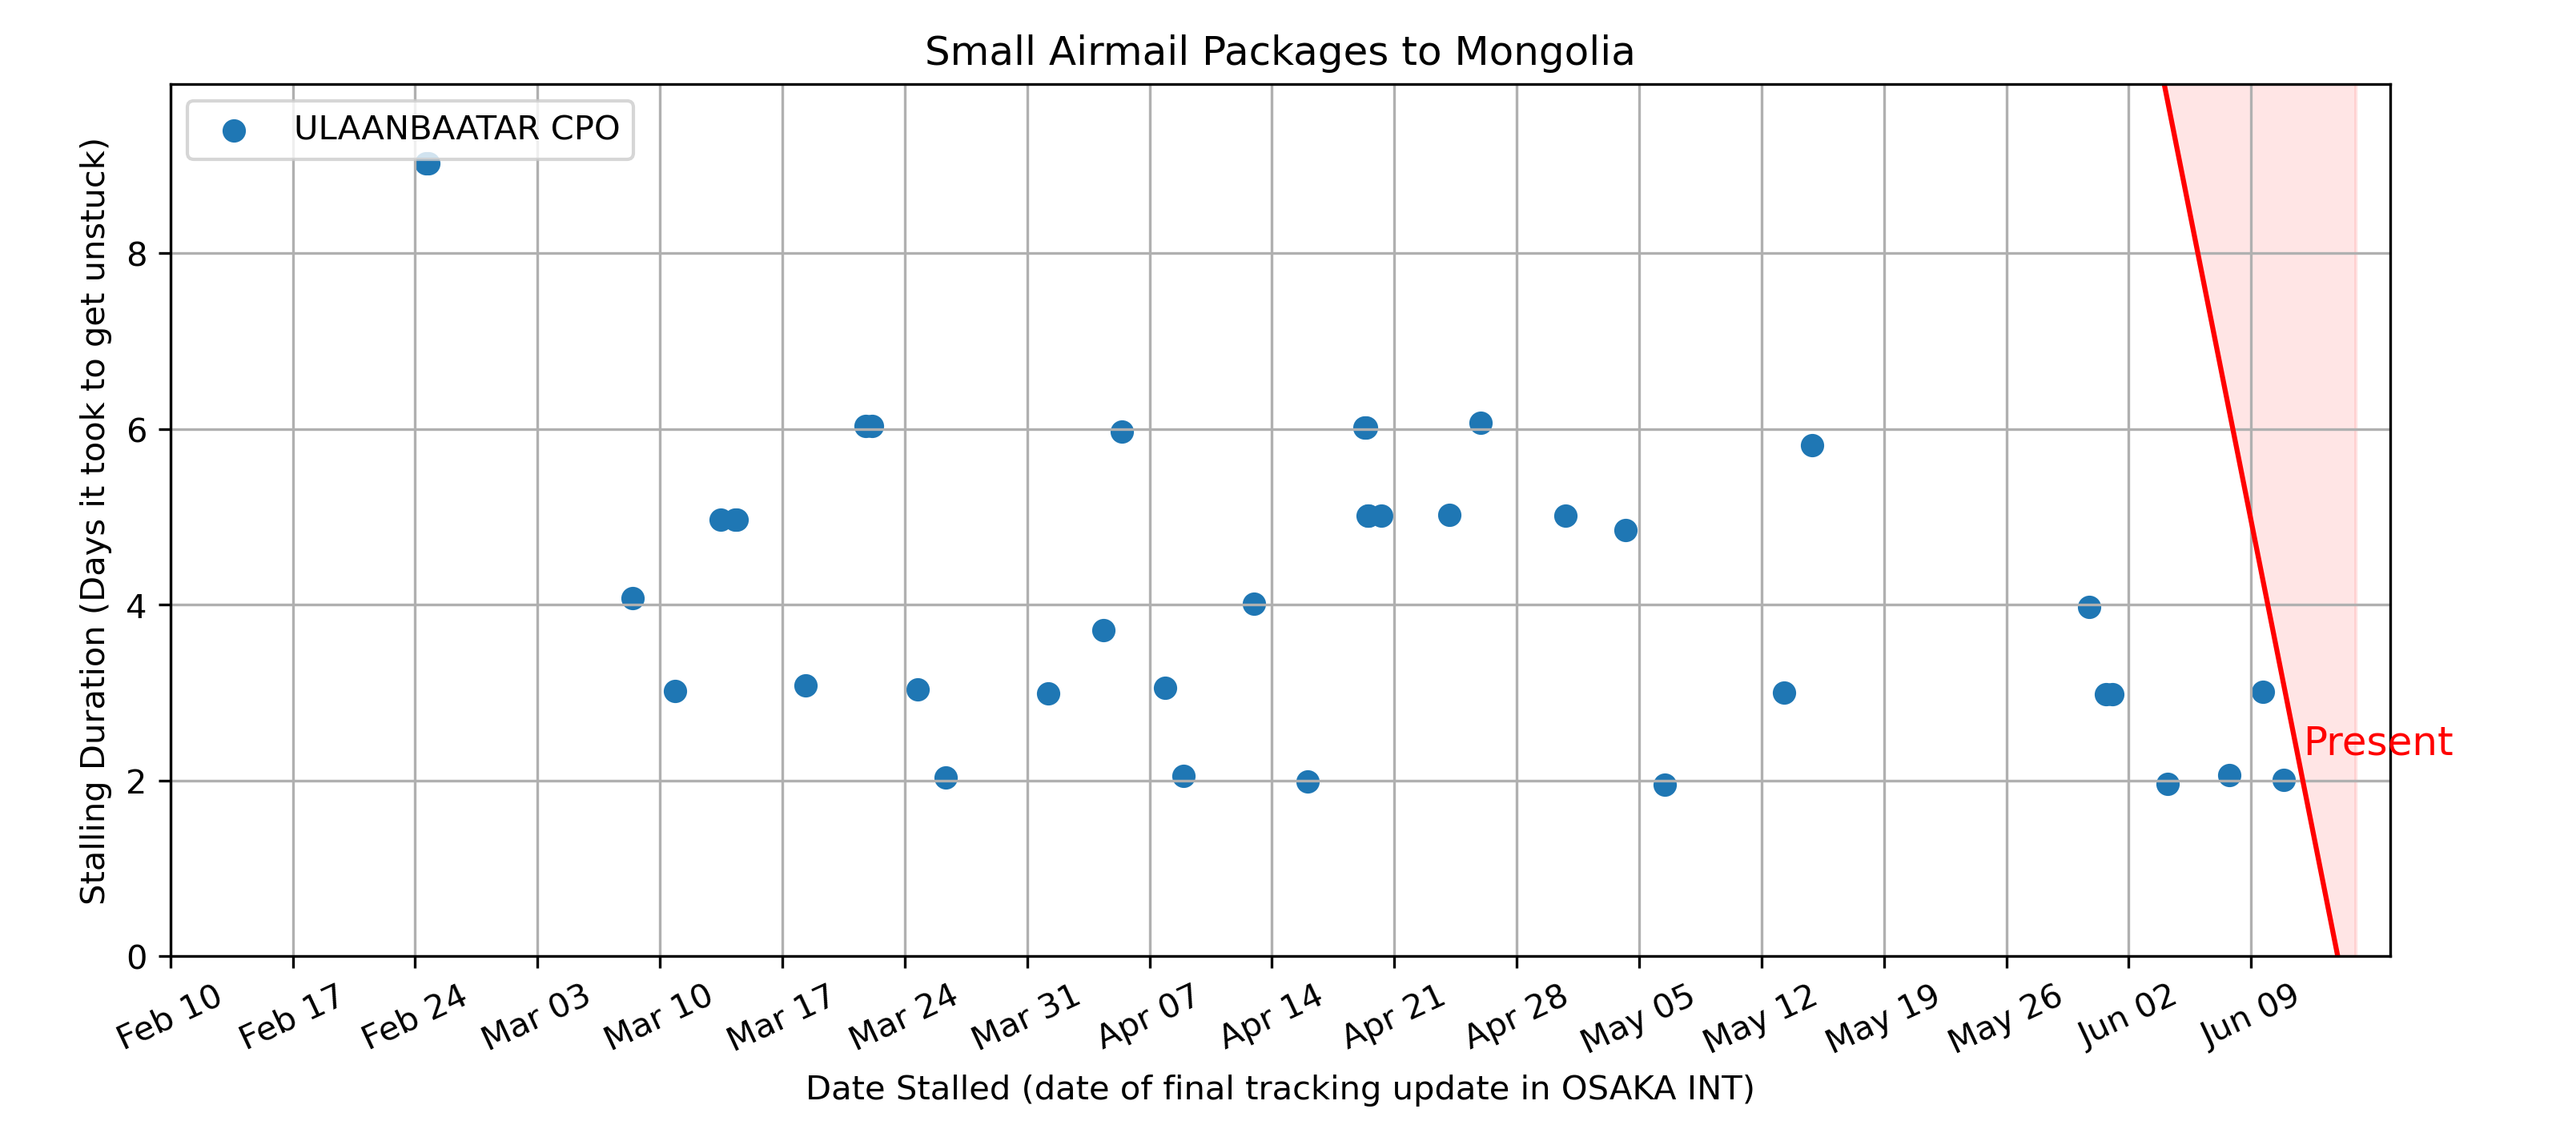 Small Airmail Packages to Mongolia
ULAANBAATAR CPO
Stalling Duration (Days it took to get unstuck)
8
6
4
2
0
Present
Feb 10
Feb 17
Feb 24
Mar 03
Mar 10
Mar 17
Mar 24
Mar 31
Apr 07
Apr 14
Apr 21
Apr 28
May 05
May 12
May 19
May 26
Jun 02
Jun 09
Date Stalled (date of final tracking update in OSAKA INT)